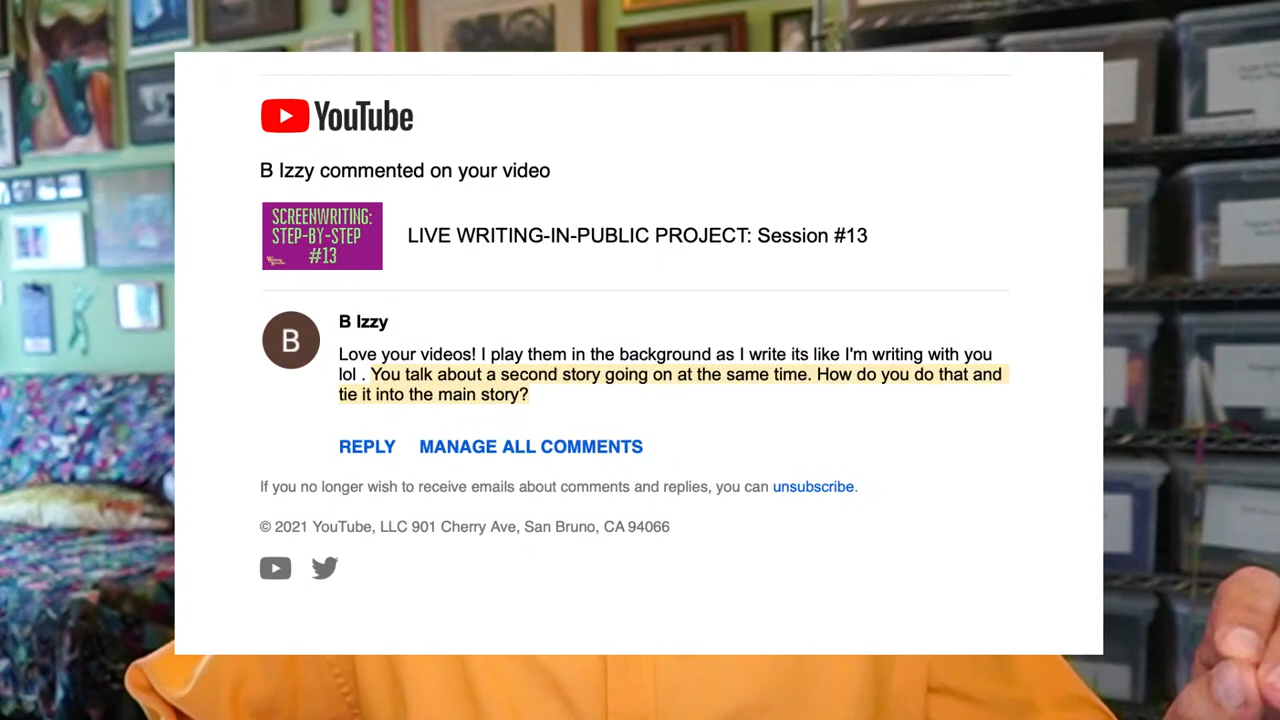 YouTube
B Izzy commented on your video
SCREENWRITING:
STEP-BY-STEP
#13
LIVE WRITING-IN-PUBLIC PROJECT: Session #13
B
B Izzy
Love your videos! I play them in the background as I write its like I'm writing with you
lol . You talk about a second story going on at the same time. How do you do that and
tie it into the main story?
REPLY MANAGE ALL COMMENTS
If you no longer wish to receive emails about comments and replies, you can unsubscribe.
© 2021 YouTube, LLC 901 Cherry Ave, San Bruno, CA 94066